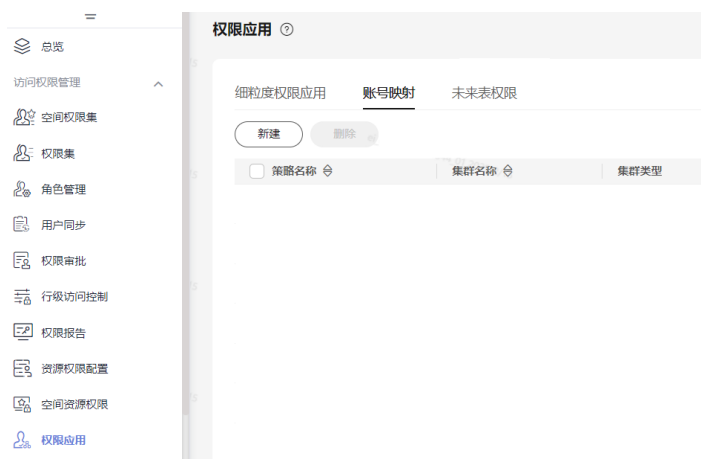 权限应用
总览
访问权限管理
空间权限集
权限集
角色管理
用户同步
权限审批
行级访问控制
权限报告
资源权限配置
空间资源权限
权限应用
细粒度权限应用 账号映射 未来表权限
新建 删除
策略名称 集群名称 集群类型